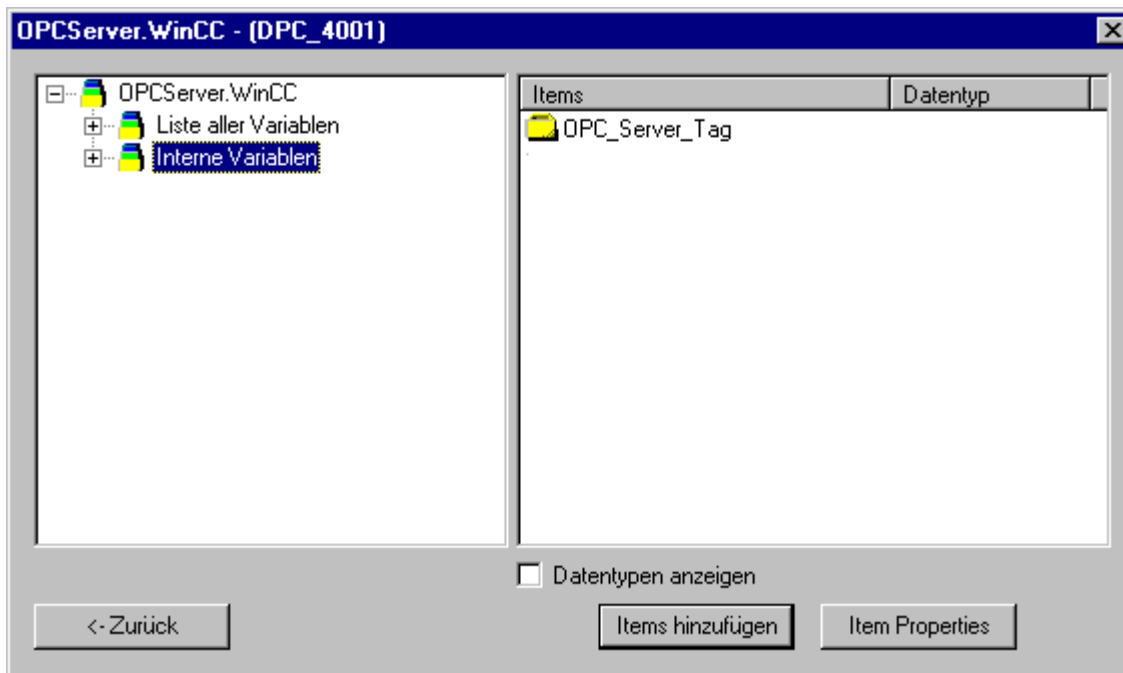 OPCServer.WinCC - (DPC_4001)
OPCServer.WinCC
Liste aller Variablen
Interne Variablen
Items Datentyp
OPC_Server_Tag
Datentypen anzeigen
<- Zurück Items hinzufügen Item Properties